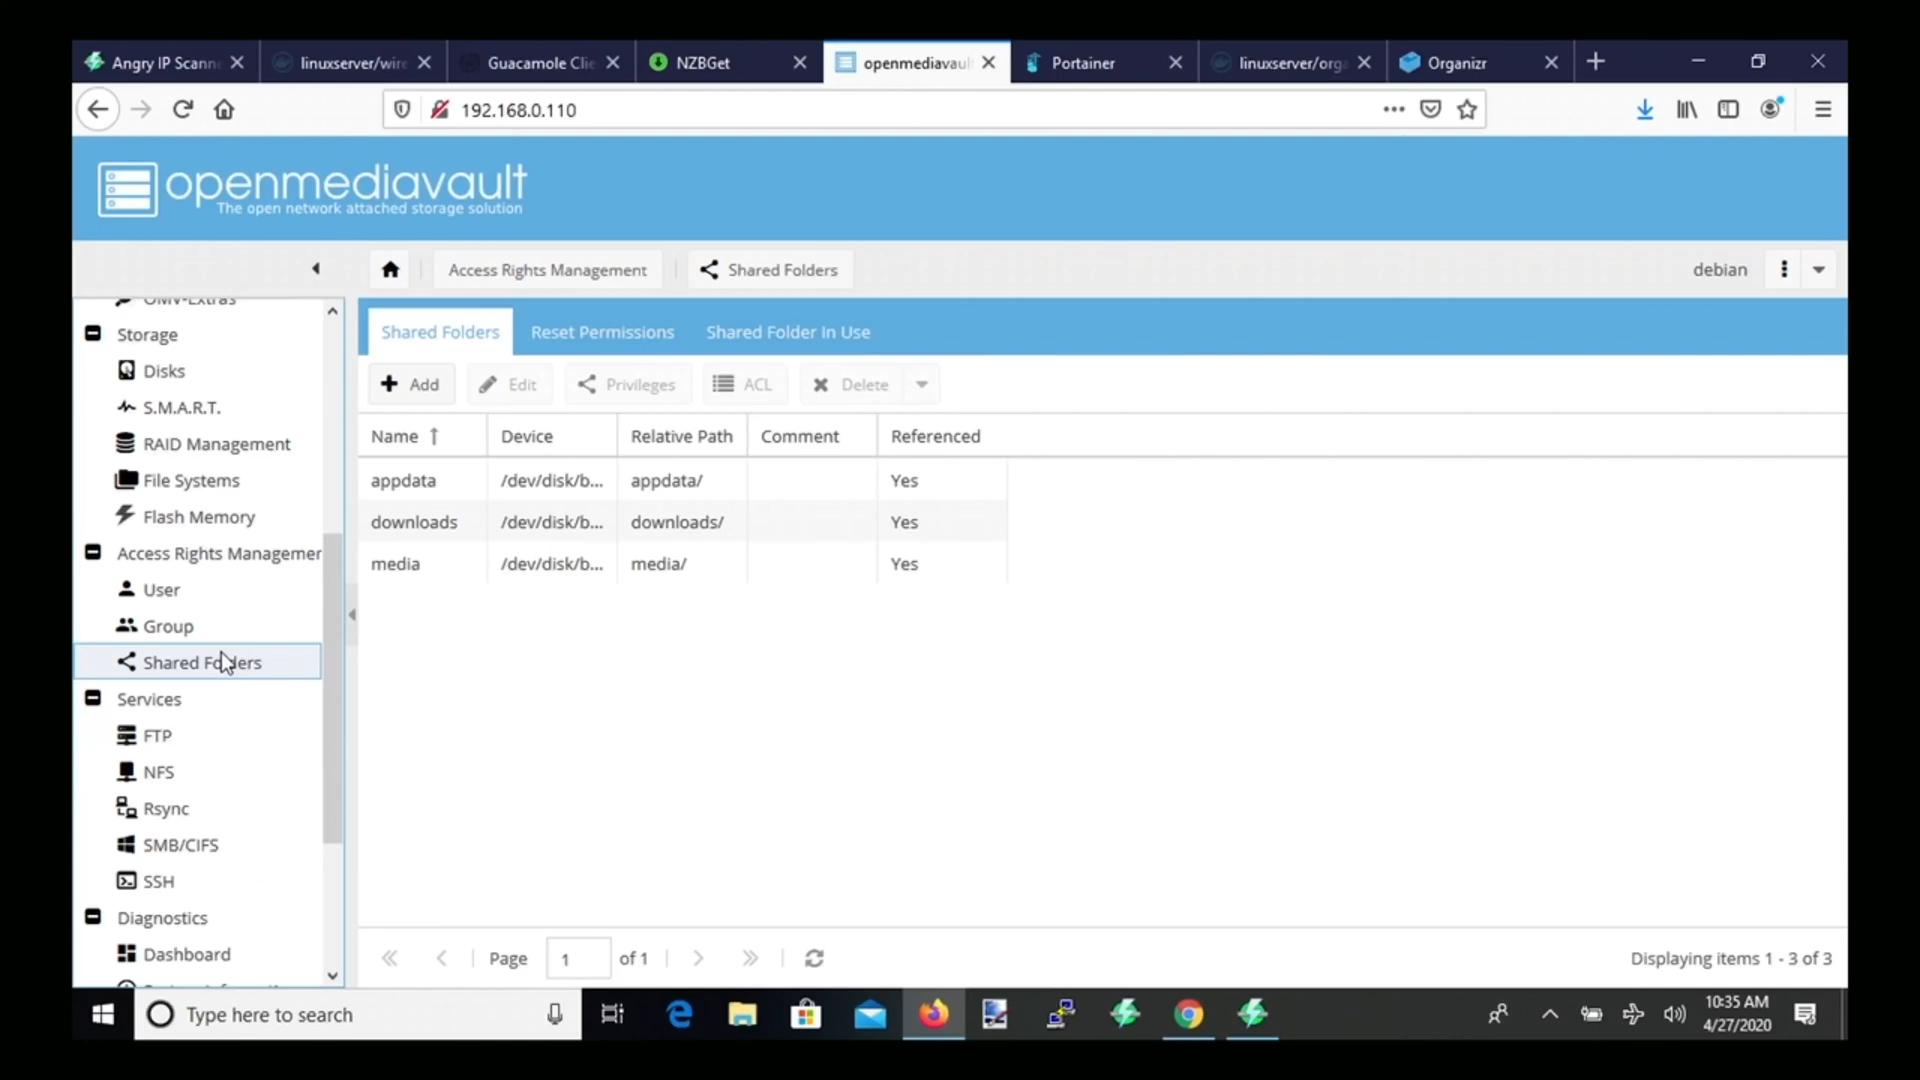 Angry IP Scann
linuxserver/wire
Guacamole Clie
NZBGet
openmediavaul
Portainer
linuxserver/orga
Organizr
192.168.0.110
openmediavault
The open network attached storage solution
Access Rights Management
Shared Folders
debian
OMV-Extras
Storage
Disks
S.M.A.R.T.
RAID Management
File Systems
Flash Memory
Access Rights Managemen
User
Group
Shared Folders
Services
FTP
NFS
Rsync
SMB/CIFS
SSH
Diagnostics
Dashboard
Shared Folders
Reset Permissions
Shared Folder In Use
Add
Edit
Privileges
ACL
Delete
Name Device Relative Path Comment Referenced
appdata /dev/disk/b... appdata/ Yes
downloads /dev/disk/b... downloads/ Yes
media /dev/disk/b... media/ Yes
Page 1 of 1
Displaying items 1 - 3 of 3
Type here to search
10:35 AM
4/27/2020